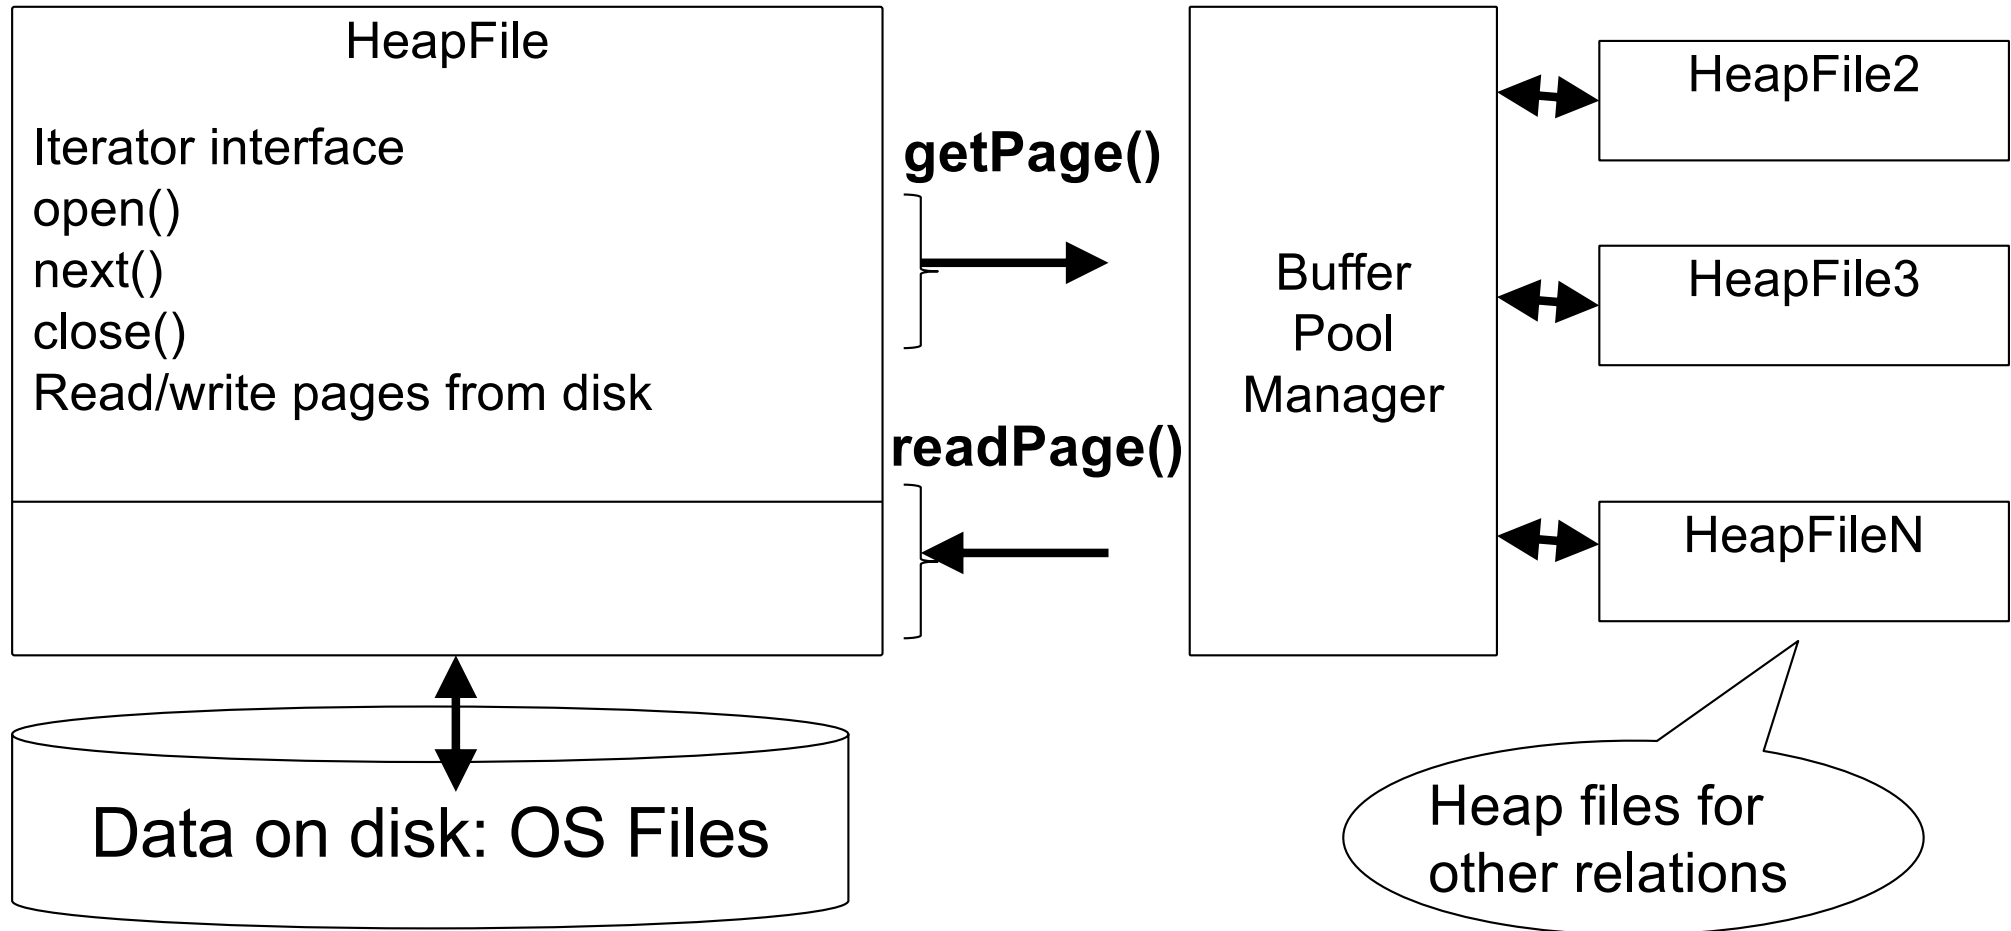 HeapFile
Iterator interface
open()
next()
close()
Read/write pages from disk
getPage()
readPage()
Buffer
Pool
Manager
HeapFile2
HeapFile3
HeapFileN
Data on disk: OS Files
Heap files for
other relations